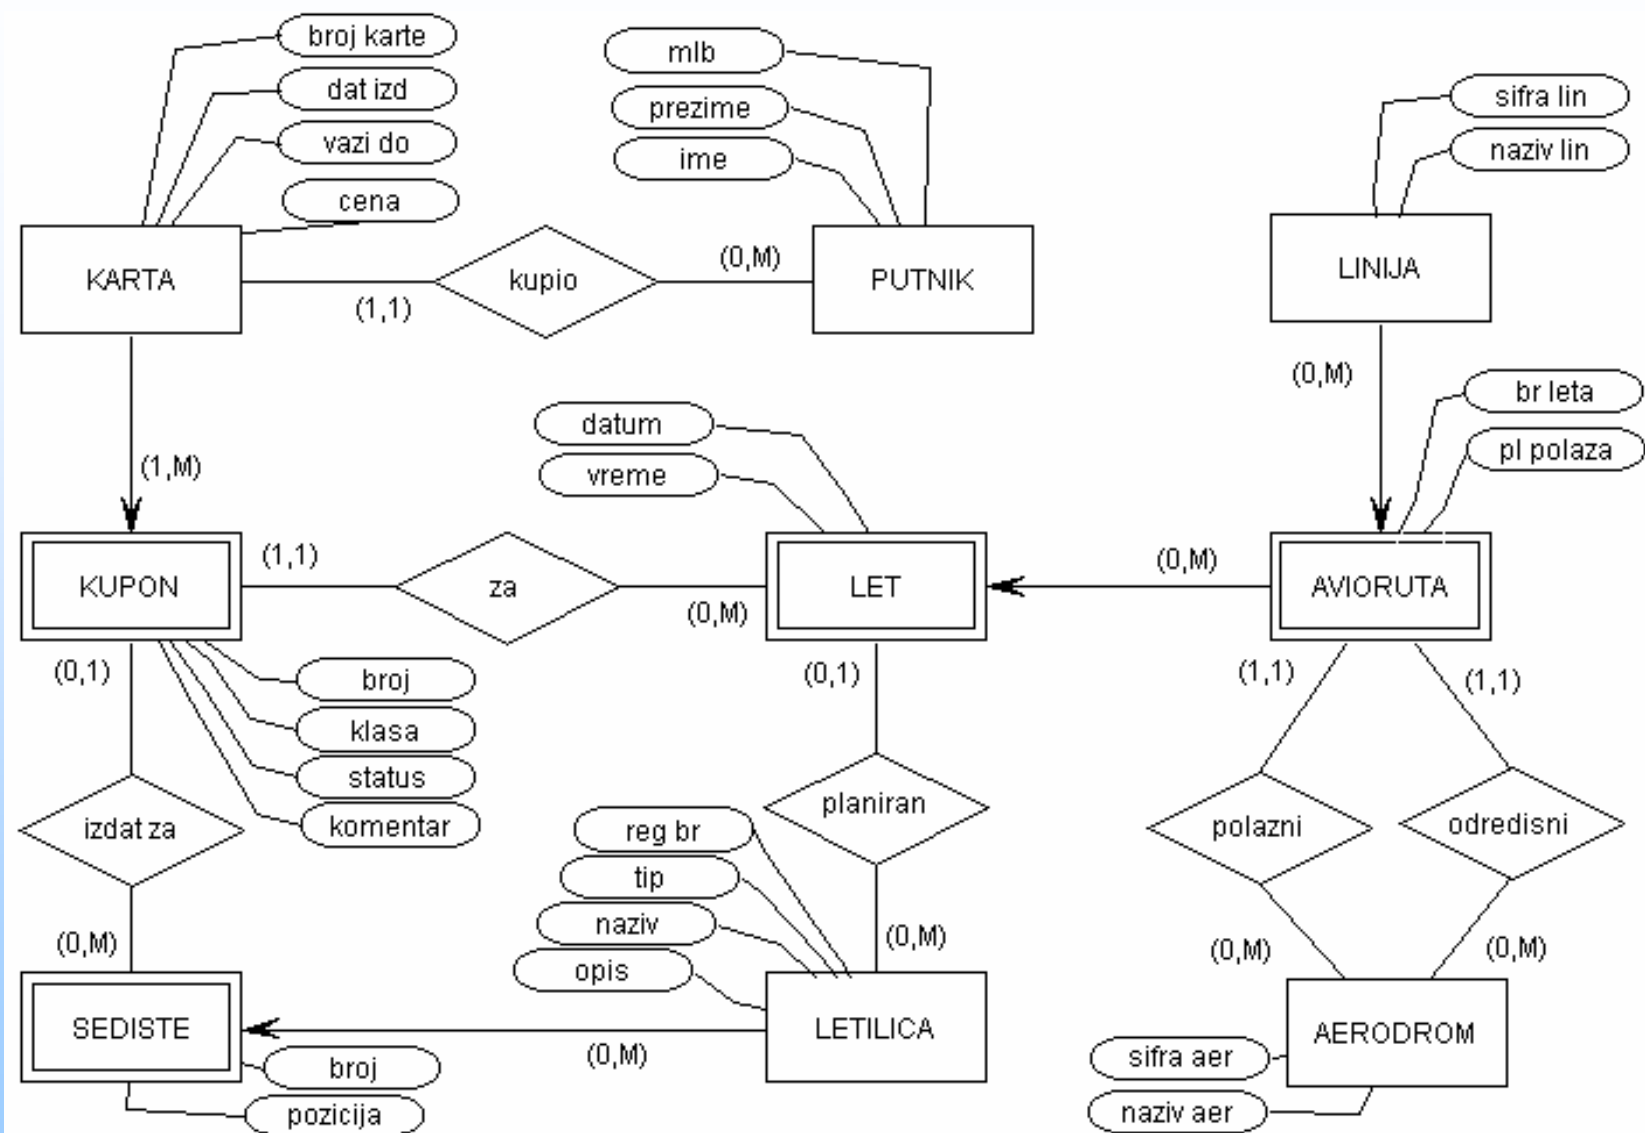 broj karte
dat izd
vazi do
cena
mlb
prezime
ime
sifra lin
naziv lin
KARTA
(1,1)
kupio
(0,M)
PUTNIK
LINIJA
(0,M)
br leta
pl polaza
(1,M)
datum
vreme
KUPON
(1,1)
za
(0,M)
LET
(0,M)
AVIORUTA
(0,1)
broj
klasa
status
komentar
(0,1)
(1,1)
(1,1)
izdat za
planiran
polazni
odredisni
reg br
tip
naziv
opis
(0,M)
(0,M)
(0,M)
(0,M)
SEDISTE
(0,M)
LETILICA
AERODROM
broj
pozicija
sifra aer
naziv aer